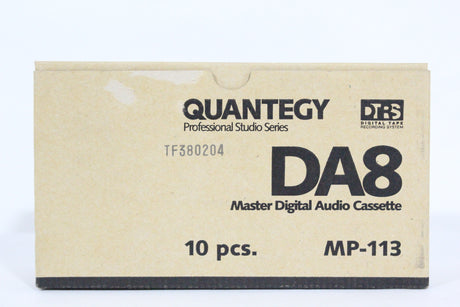 QUANTEGY
Professional Studio Series
DTRS
DIGITAL TAPE
RECORDING SYSTEM
TF380204
DA8
Master Digital Audio Cassette
10 pcs.
MP-113